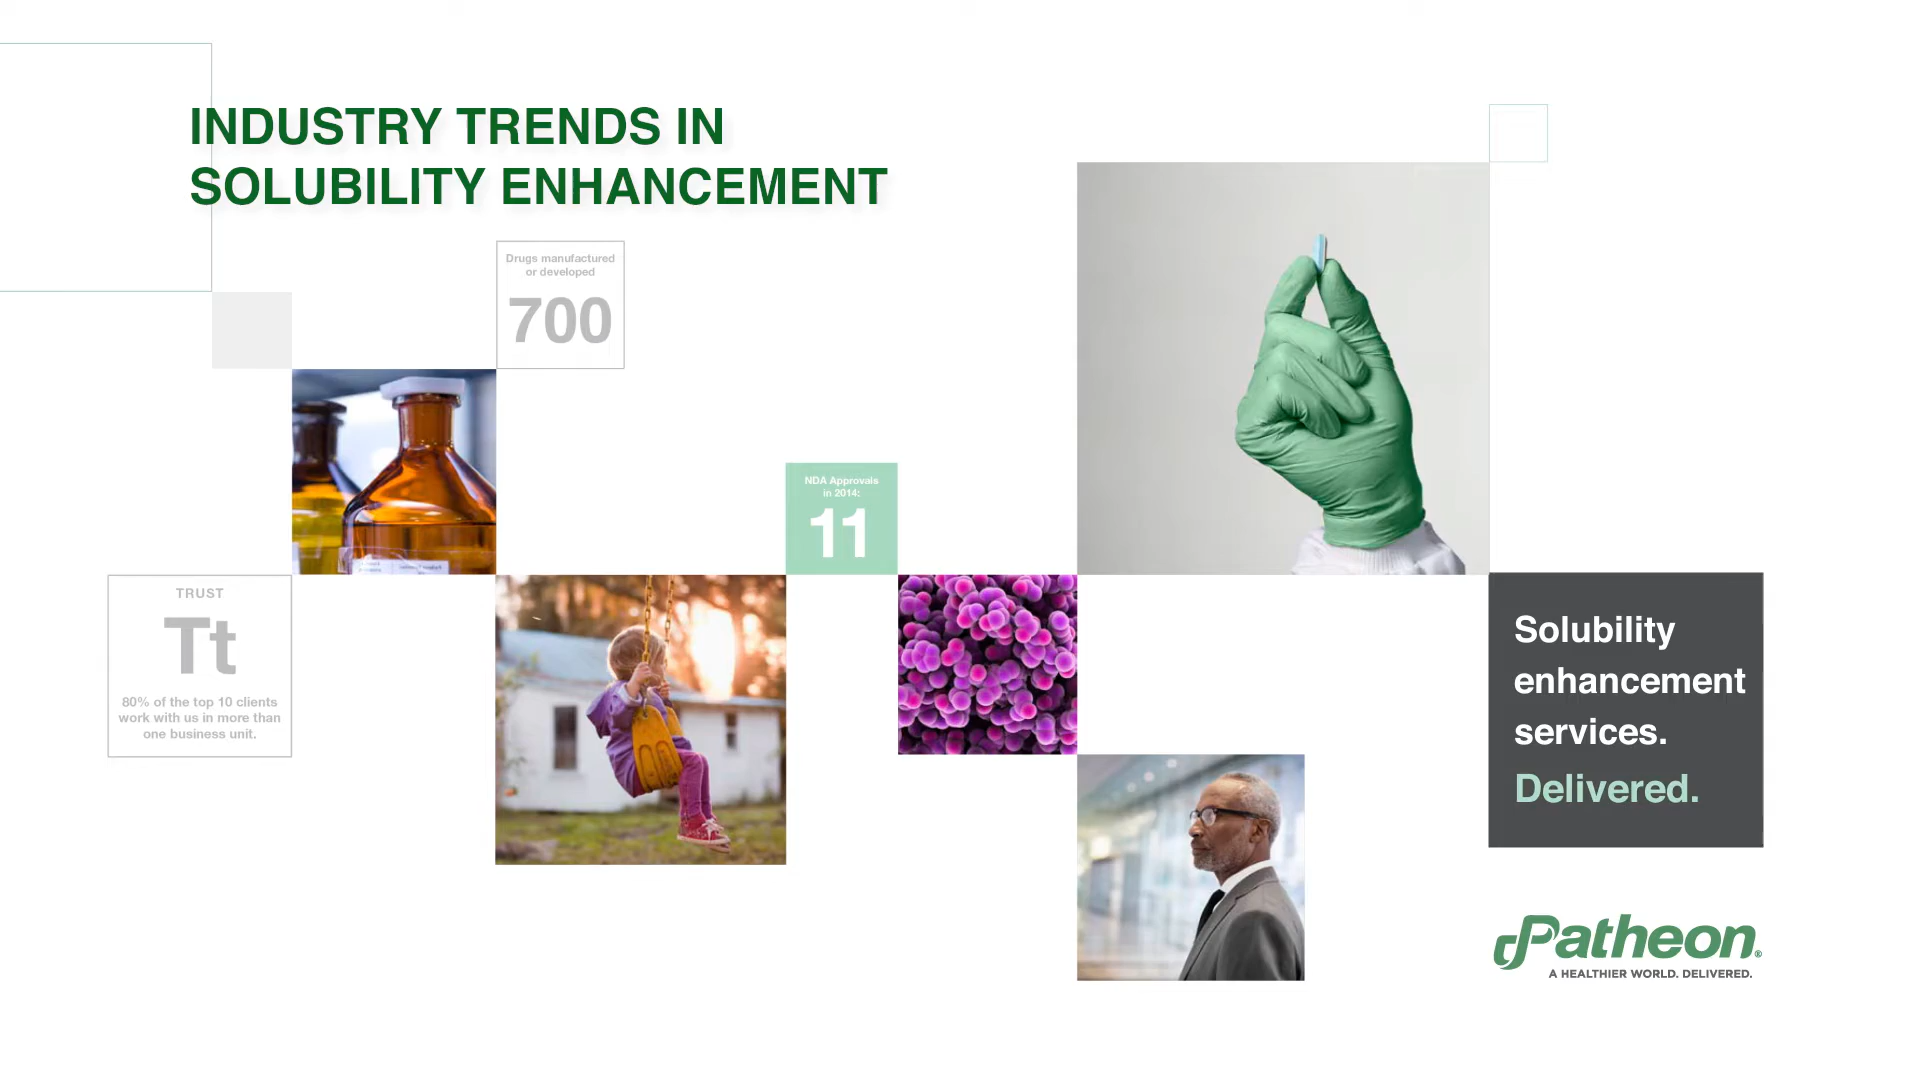 INDUSTRY TRENDS IN
SOLUBILITY ENHANCEMENT
Drugs manufactured
or developed
700
NDA Approvals
in 2014:
11
TRUST
Tt
80% of the top 10 clients
work with us in more than
one business unit.
Solubility
enhancement
services.
Delivered.
Patheon®
A HEALTHIER WORLD. DELIVERED.